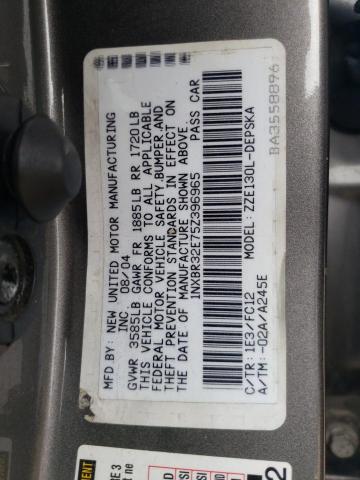 MFD. BY: NEW UNITED MOTOR MANUFACTURING
INC. 08/04
GVWR 3585LB GAWR FR 1885LB RR 1720LB
THIS VEHICLE CONFORMS TO ALL APPLICABLE
FEDERAL MOTOR VEHICLE SAFETY,BUMPER,AND
THEFT PREVENTION STANDARDS IN EFFECT ON
THE DATE OF MANUFACTURE SHOWN ABOVE.
1NXBR32E75Z396965 PASS CAR
MODEL: ZZE130L-DEPSKA
C/TR: 1E3/FC12
A/TM: -02A/A245E
BA3558896